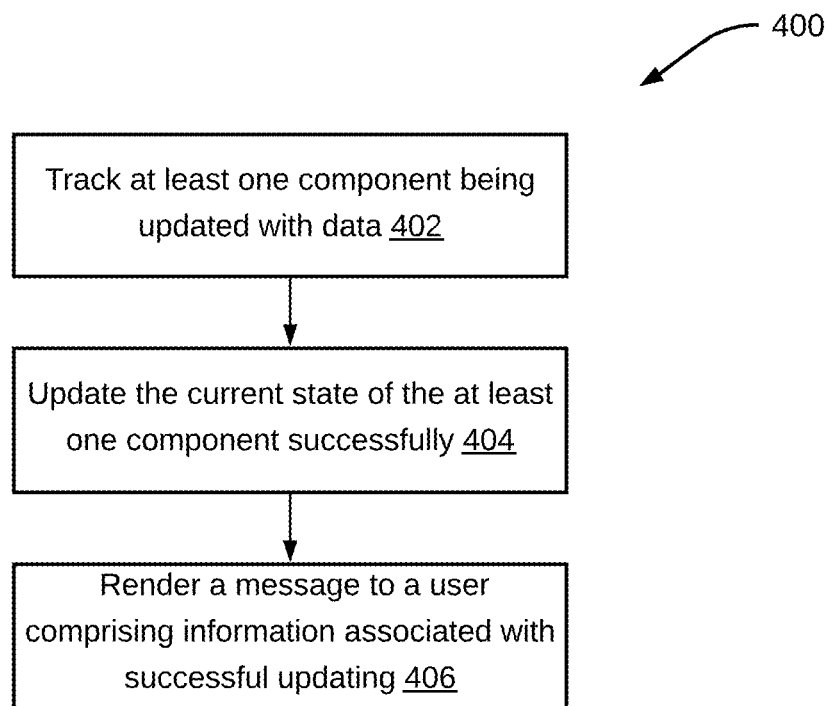 400
Track at least one component being
updated with data 402
Update the current state of the at least
one component successfully 404
Render a message to a user
comprising information associated with
successful updating 406